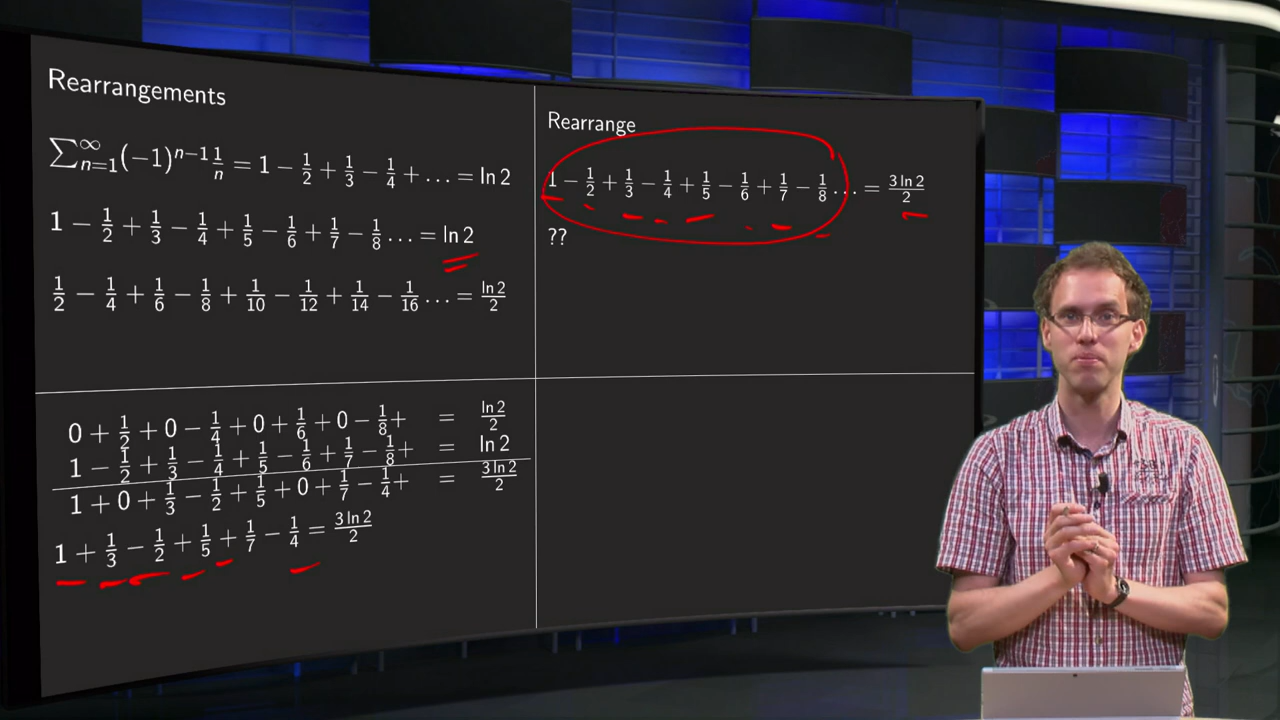 Rearrangements
∑_{n=1}^{∞}(−1)^{n−1} 1/n = 1 − 1/2 + 1/3 − 1/4 + ... = ln 2
1 − 1/2 + 1/3 − 1/4 + 1/5 − 1/6 + 1/7 − 1/8 ... = ln 2
1/2 − 1/4 + 1/6 − 1/8 + 1/10 − 1/12 + 1/14 − 1/16 ... = ln 2/2
Rearrange
1 − 1/2 + 1/3 − 1/4 + 1/5 − 1/6 + 1/7 − 1/8 ... = 3 ln 2/2
??
0 + 1/2 + 0 − 1/4 + 0 + 1/6 + 0 − 1/8 + = ln 2/2
1 − 1/2 + 1/3 − 1/4 + 1/5 − 1/6 + 1/7 − 1/8 + = ln 2
1 + 0 + 1/3 − 1/2 + 1/5 + 0 + 1/7 − 1/4 + = 3 ln 2/2
1 + 1/3 − 1/2 + 1/5 + 1/7 − 1/4 = 3 ln 2/2